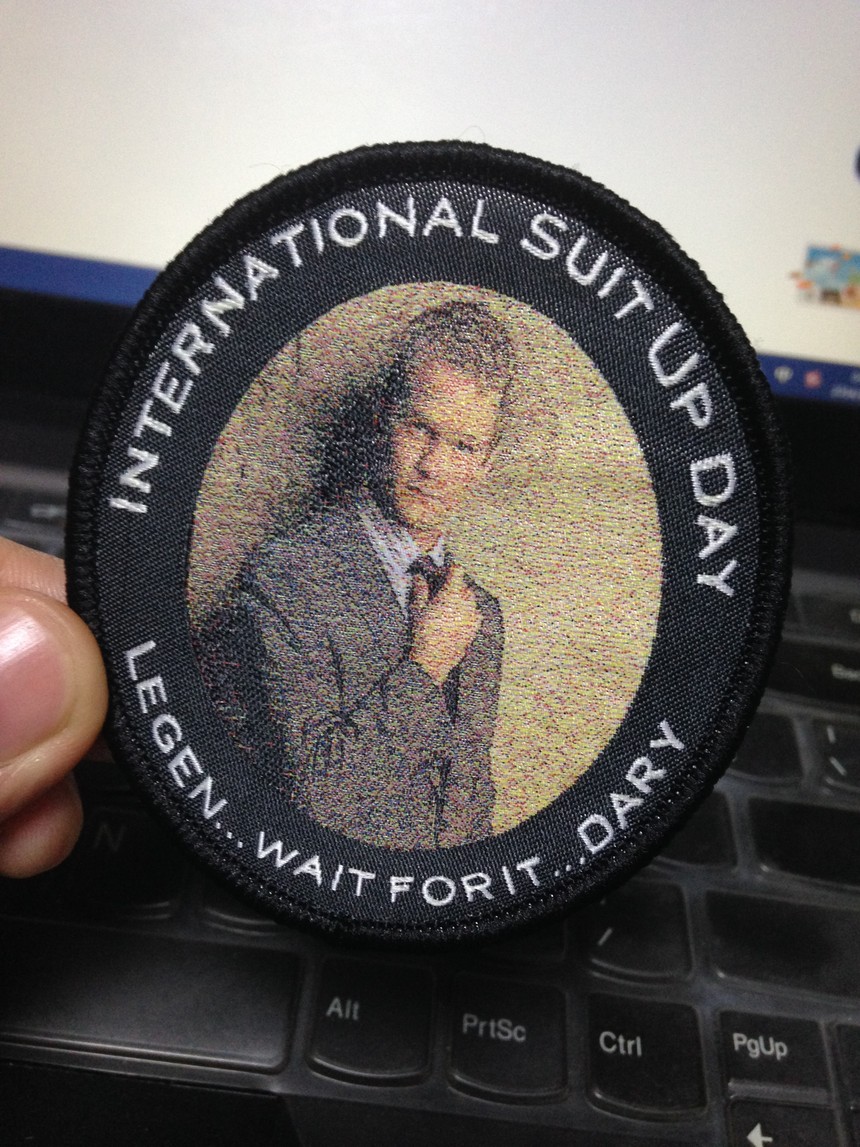 INTERNATIONAL SUIT UP DAY
LEGEN... WAIT FOR IT ...DARY
N
Alt
PrtSc
Ctrl
PgUp